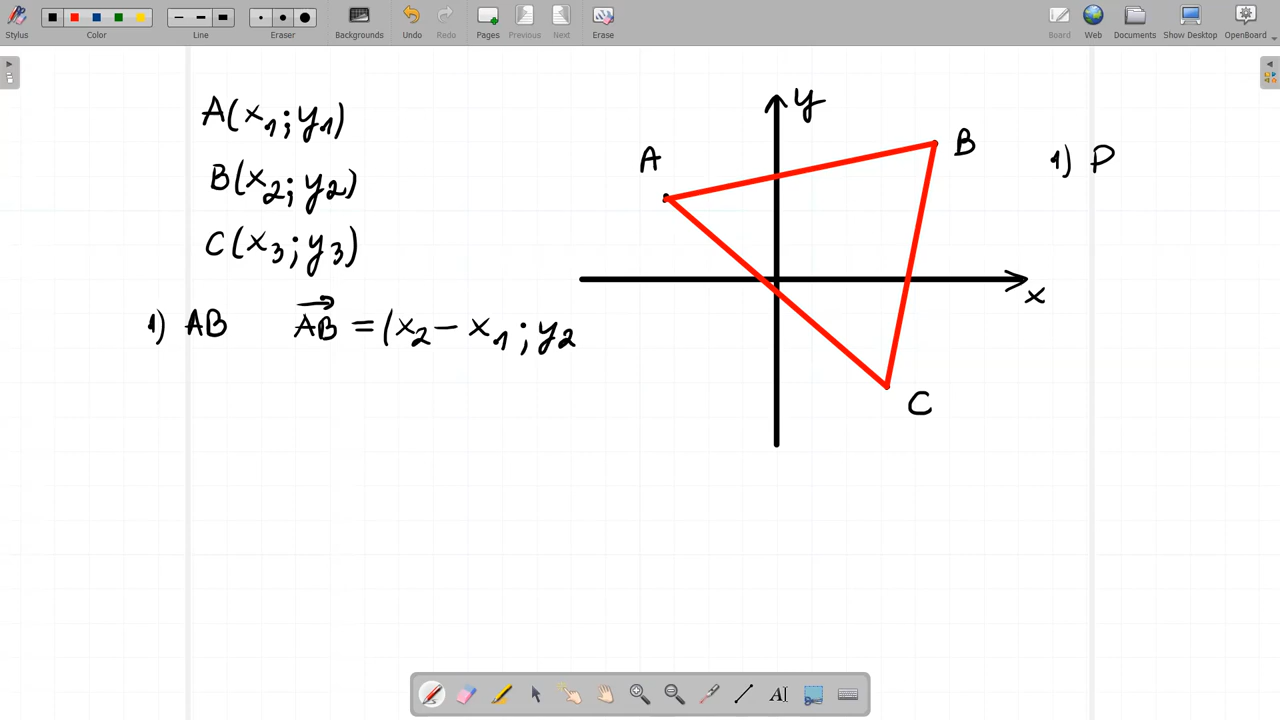 Stylus
Color
Line
Eraser
Backgrounds
Undo
Redo
Pages
Previous
Next
Erase
Board
Web
Documents
Show Desktop
OpenBoard
A(x₁;y₁)
B(x₂;y₂)
C(x₃;y₃)
1) AB AB = (x₂ - x₁; y₂
y
A
B
x
C
1) P
AI